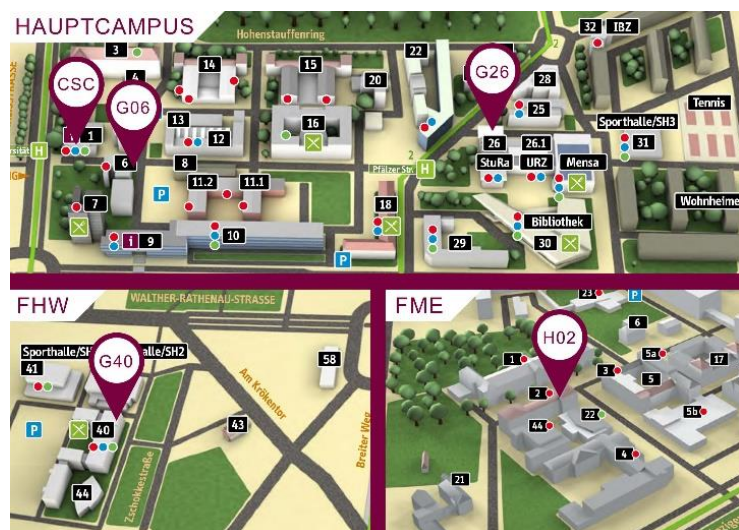 HAUPTCAMPUS
Hohenstauffenring
32 IBZ
3
4
22
CSC
G06
14
15
20
G26
28
25
1
13
12
16
Sporthalle/SH3
31
Tennis
H
6
8
26
26.1
StuRa
URZ
Mensa
Pfälzer Str.
H
2
2
7
P
11.2
11.1
18
Wohnheime
Bibliothek
i 9
10
P
29
30
FHW
WALTHER-RATHENAU-STRASSE
Sporthalle/SH
alle/SH2
G40
41
58
Am Krökentor
P
40
43
44
Zschokkestraße
Breiter Weg
FME
23
P
6
H02
1
5a
17
3
5
2
22
5b
44
4
21